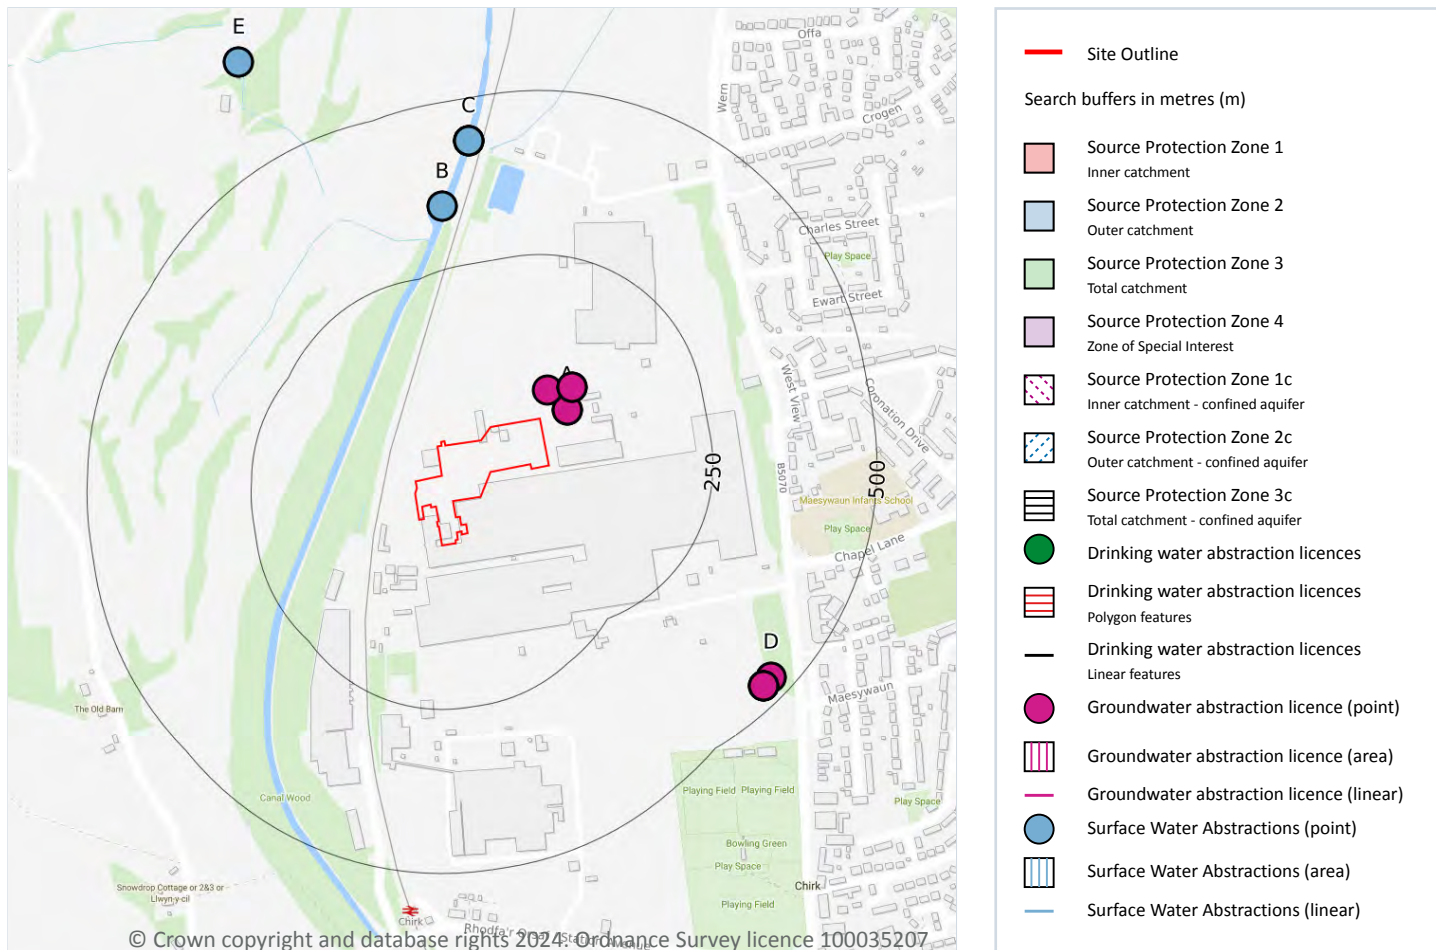 E
C
B
A
D
Offa
Wern
Crogen
Charles Street
Play Space
Ewart Street
West View
Coronation Drive
B5070
250
500
Maesywaun Infants School
Play Space
Chapel Lane
Maesywaun
The Old Barn
Canal Wood
Playing Field
Playing Field
Play Space
Bowling Green
Play Space
Chirk
Playing Field
Snowdrop Cottage or 2&3 or
Llwyn-y-cil
Chirk
Rhodfa'r Orsaf - Station Avenue
© Crown copyright and database rights 2024. Ordnance Survey licence 100035207
Site Outline
Search buffers in metres (m)
Source Protection Zone 1
Inner catchment
Source Protection Zone 2
Outer catchment
Source Protection Zone 3
Total catchment
Source Protection Zone 4
Zone of Special Interest
Source Protection Zone 1c
Inner catchment - confined aquifer
Source Protection Zone 2c
Outer catchment - confined aquifer
Source Protection Zone 3c
Total catchment - confined aquifer
Drinking water abstraction licences
Drinking water abstraction licences
Polygon features
Drinking water abstraction licences
Linear features
Groundwater abstraction licence (point)
Groundwater abstraction licence (area)
Groundwater abstraction licence (linear)
Surface Water Abstractions (point)
Surface Water Abstractions (area)
Surface Water Abstractions (linear)